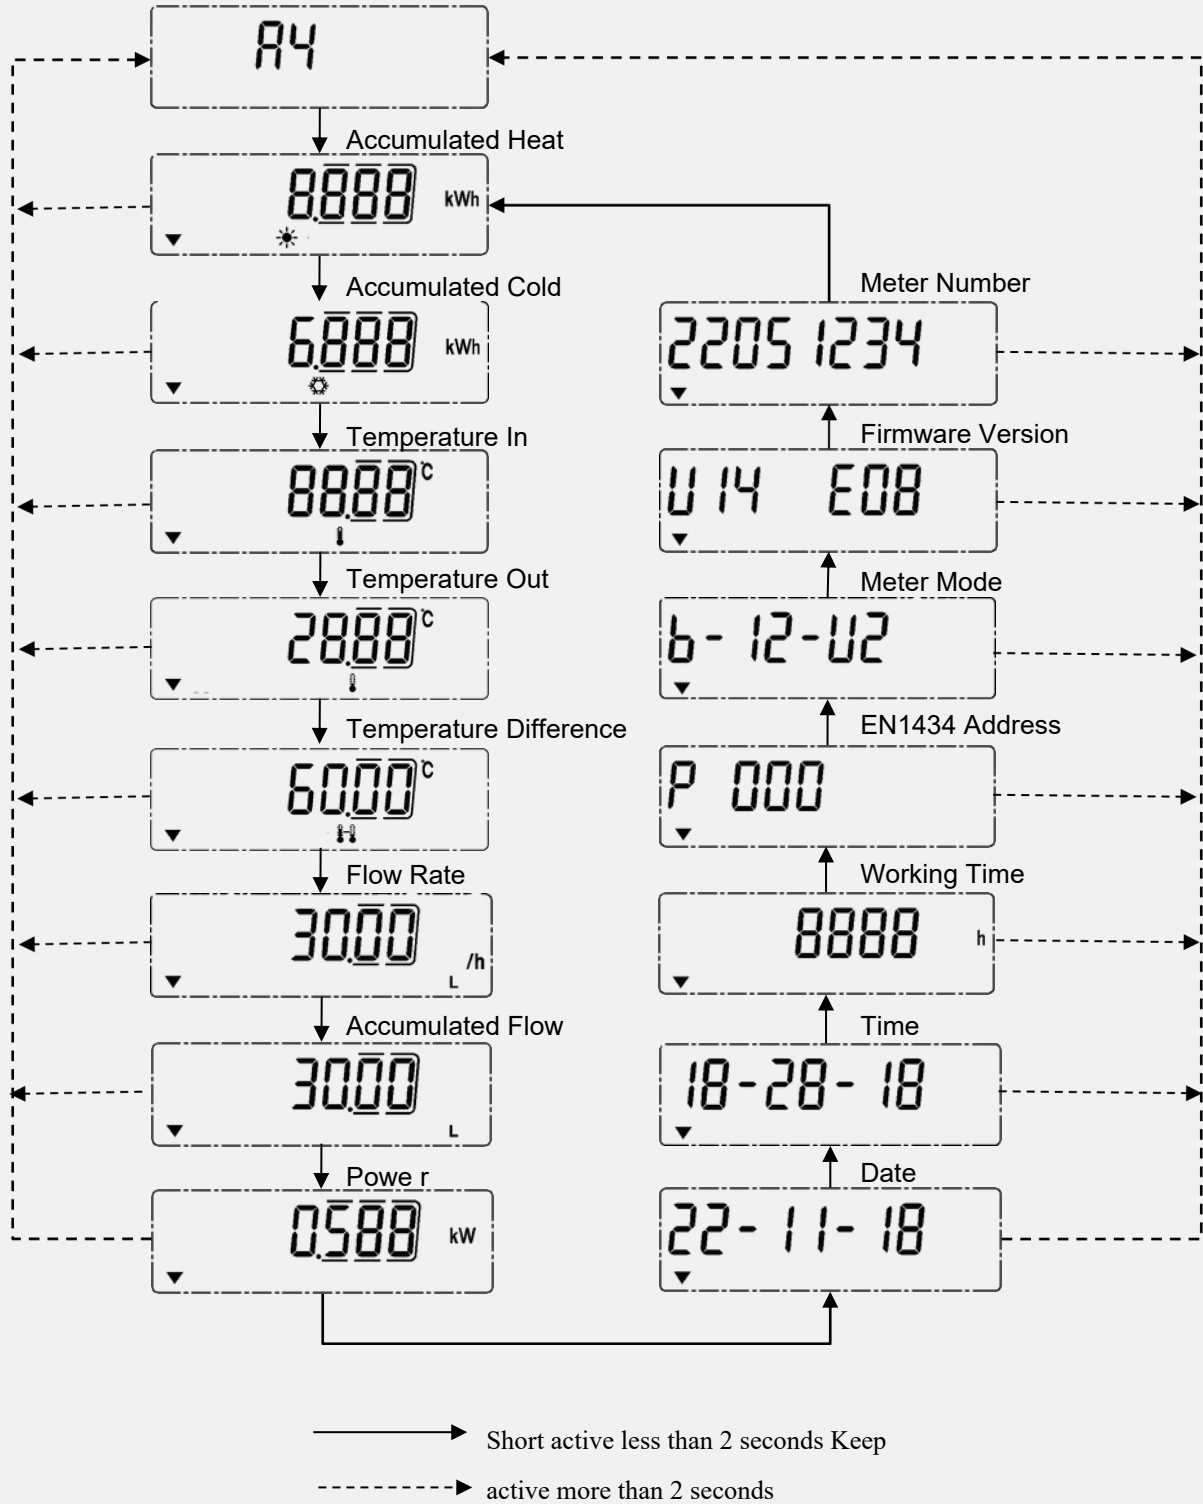 A4
Accumulated Heat
8.888 kWh
Accumulated Cold
6.888 kWh
Temperature In
88.88 °C
Temperature Out
28.88 °C
Temperature Difference
60.00 °C
Flow Rate
30.00 L/h
Accumulated Flow
30.00 L
Powe r
0.588 kW
Meter Number
22051234
Firmware Version
U14 E08
Meter Mode
b-12-U2
EN1434 Address
P 000
Working Time
8888 h
Time
18-28-18
Date
22-11-18
Short active less than 2 seconds Keep
active more than 2 seconds